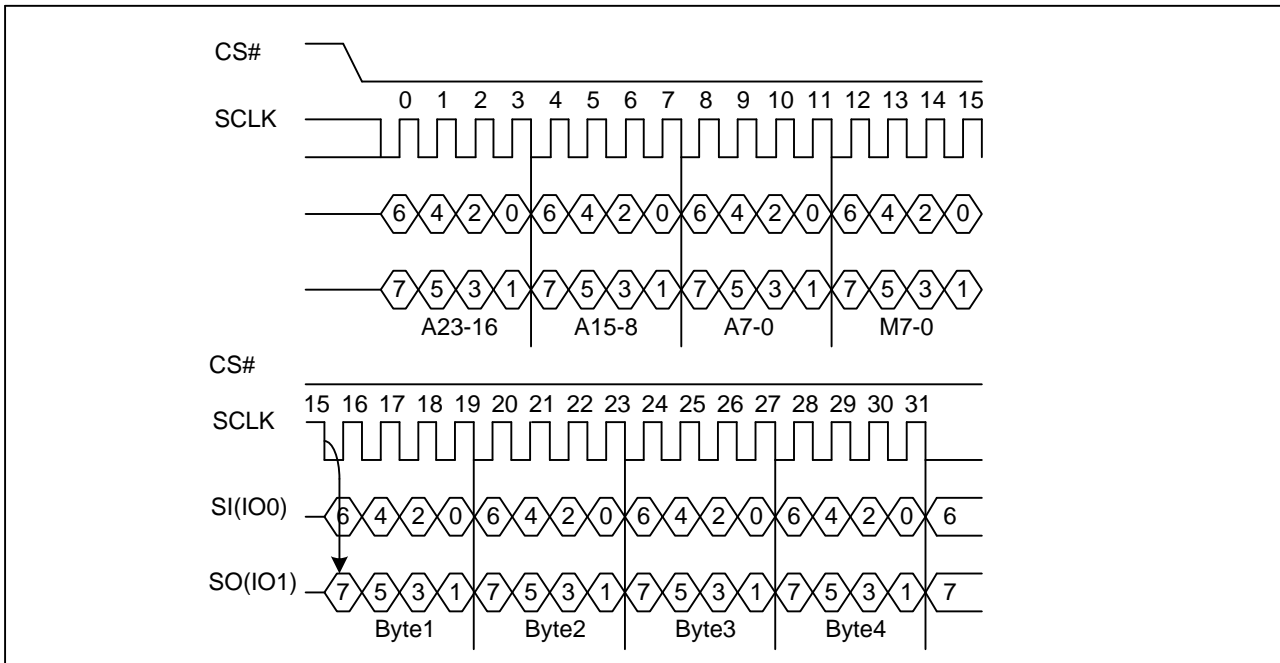 CS#
0 1 2 3 4 5 6 7 8 9 10 11 12 13 14 15
SCLK
6 4 2 0 6 4 2 0 6 4 2 0 6 4 2 0
7 5 3 1 7 5 3 1 7 5 3 1 7 5 3 1
A23-16 A15-8 A7-0 M7-0
CS#
15 16 17 18 19 20 21 22 23 24 25 26 27 28 29 30 31
SCLK
SI(IO0) 6 4 2 0 6 4 2 0 6 4 2 0 6 4 2 0 6
SO(IO1) 7 5 3 1 7 5 3 1 7 5 3 1 7 5 3 1 7
Byte1 Byte2 Byte3 Byte4